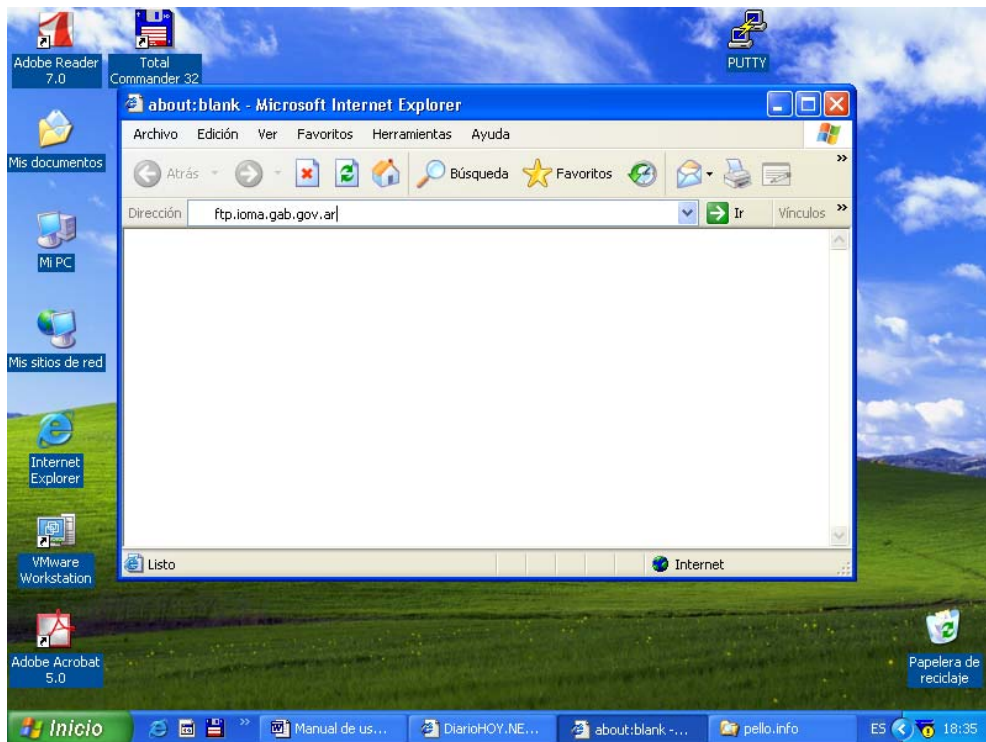 Adobe Reader
7.0
Total
Commander 32
PUTTY
about:blank - Microsoft Internet Explorer
Archivo Edición Ver Favoritos Herramientas Ayuda
Mis documentos
Atrás Búsqueda Favoritos »
Dirección ftp.ioma.gab.gov.ar Ir Vínculos »
Mi PC
Mis sitios de red
Internet
Explorer
VMware
Workstation
Listo Internet
Adobe Acrobat
5.0
Papelera de
reciclaje
Inicio » Manual de us... DiarioHOY.NE... about:blank -... pello.info ES 18:35